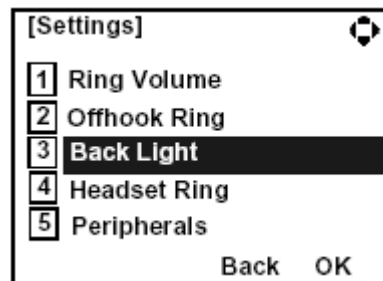 [Settings]
1 Ring Volume
2 Offhook Ring
3 Back Light
4 Headset Ring
5 Peripherals
Back OK